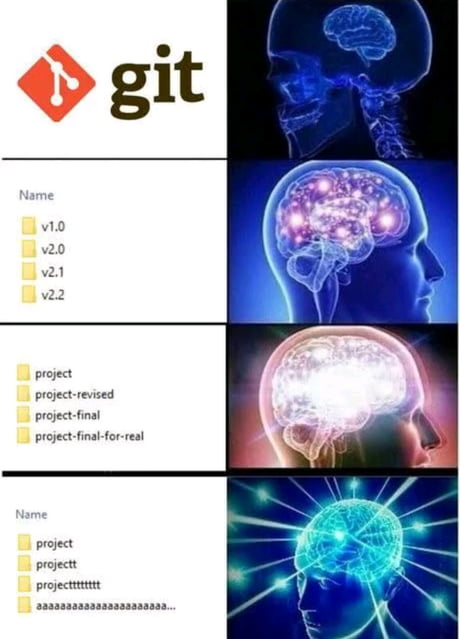 git
Name
v1.0
v2.0
v2.1
v2.2
project
project-revised
project-final
project-final-for-real
Name
project
projectt
projecttttttttt
aaaaaaaaaaaaaaaaaaaaaaa...